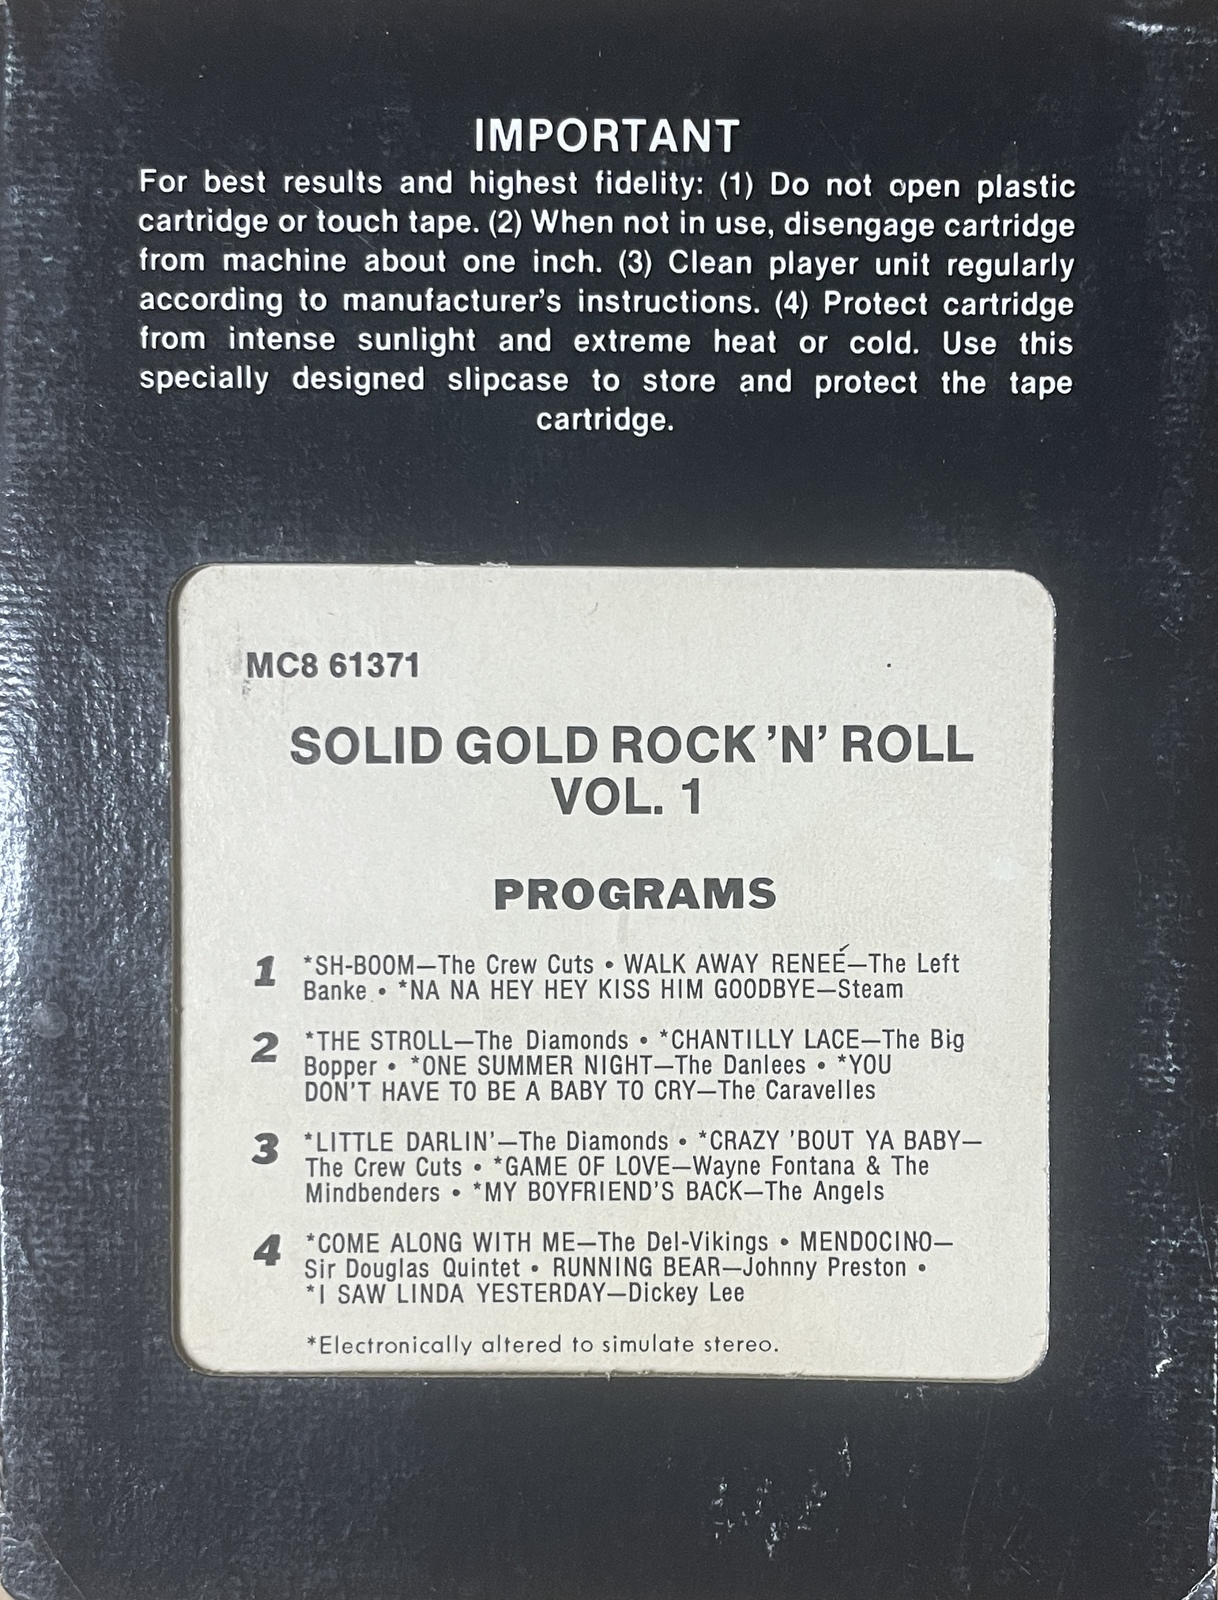 IMPORTANT
For best results and highest fidelity: (1) Do not open plastic
cartridge or touch tape. (2) When not in use, disengage cartridge
from machine about one inch. (3) Clean player unit regularly
according to manufacturer's instructions. (4) Protect cartridge
from intense sunlight and extreme heat or cold. Use this
specially designed slipcase to store and protect the tape
cartridge.
MC8 61371
SOLID GOLD ROCK 'N' ROLL
VOL. 1
PROGRAMS
1 *SH-BOOM—The Crew Cuts • WALK AWAY RENEÉ—The Left
Banke • *NA NA HEY HEY KISS HIM GOODBYE—Steam
2 *THE STROLL—The Diamonds • *CHANTILLY LACE—The Big
Bopper • *ONE SUMMER NIGHT—The Danlees • *YOU
DON'T HAVE TO BE A BABY TO CRY—The Caravelles
3 *LITTLE DARLIN'—The Diamonds • *CRAZY 'BOUT YA BABY—
The Crew Cuts • *GAME OF LOVE—Wayne Fontana & The
Mindbenders • *MY BOYFRIEND'S BACK—The Angels
4 *COME ALONG WITH ME—The Del-Vikings • MENDOCINO—
Sir Douglas Quintet • RUNNING BEAR—Johnny Preston •
*I SAW LINDA YESTERDAY—Dickey Lee
*Electronically altered to simulate stereo.